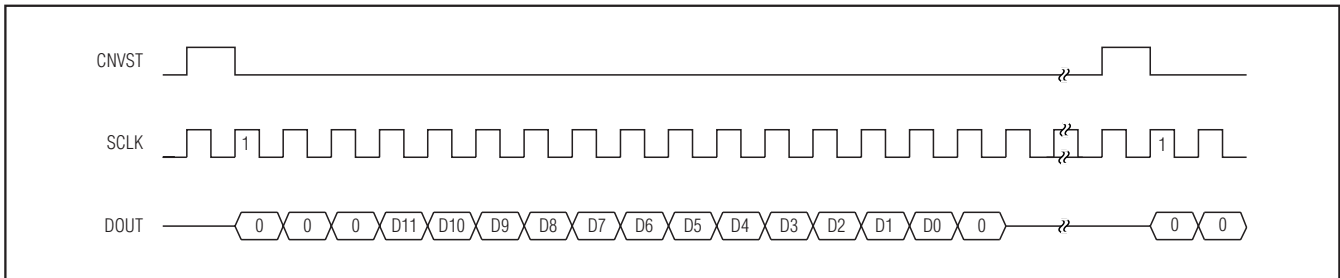 CNVST
SCLK 1 1
DOUT 0 0 0 D11 D10 D9 D8 D7 D6 D5 D4 D3 D2 D1 D0 0 0 0